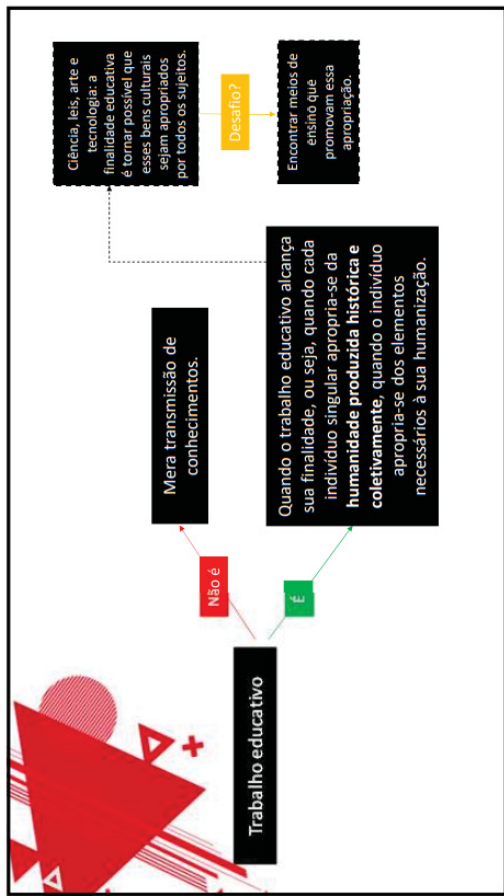 Trabalho educativo
Não é
Mera transmissão de
conhecimentos.
É
Quando o trabalho educativo alcança
sua finalidade, ou seja, quando cada
indivíduo singular apropria-se da
humanidade produzida histórica e
coletivamente, quando o indivíduo
apropria-se dos elementos
necessários à sua humanização.
Ciência, leis, arte e
tecnologia: a
finalidade educativa
é tornar possível que
esses bens culturais
sejam apropriados
por todos os sujeitos.
Desafio?
Encontrar meios de
ensino que
promovam essa
apropriação.